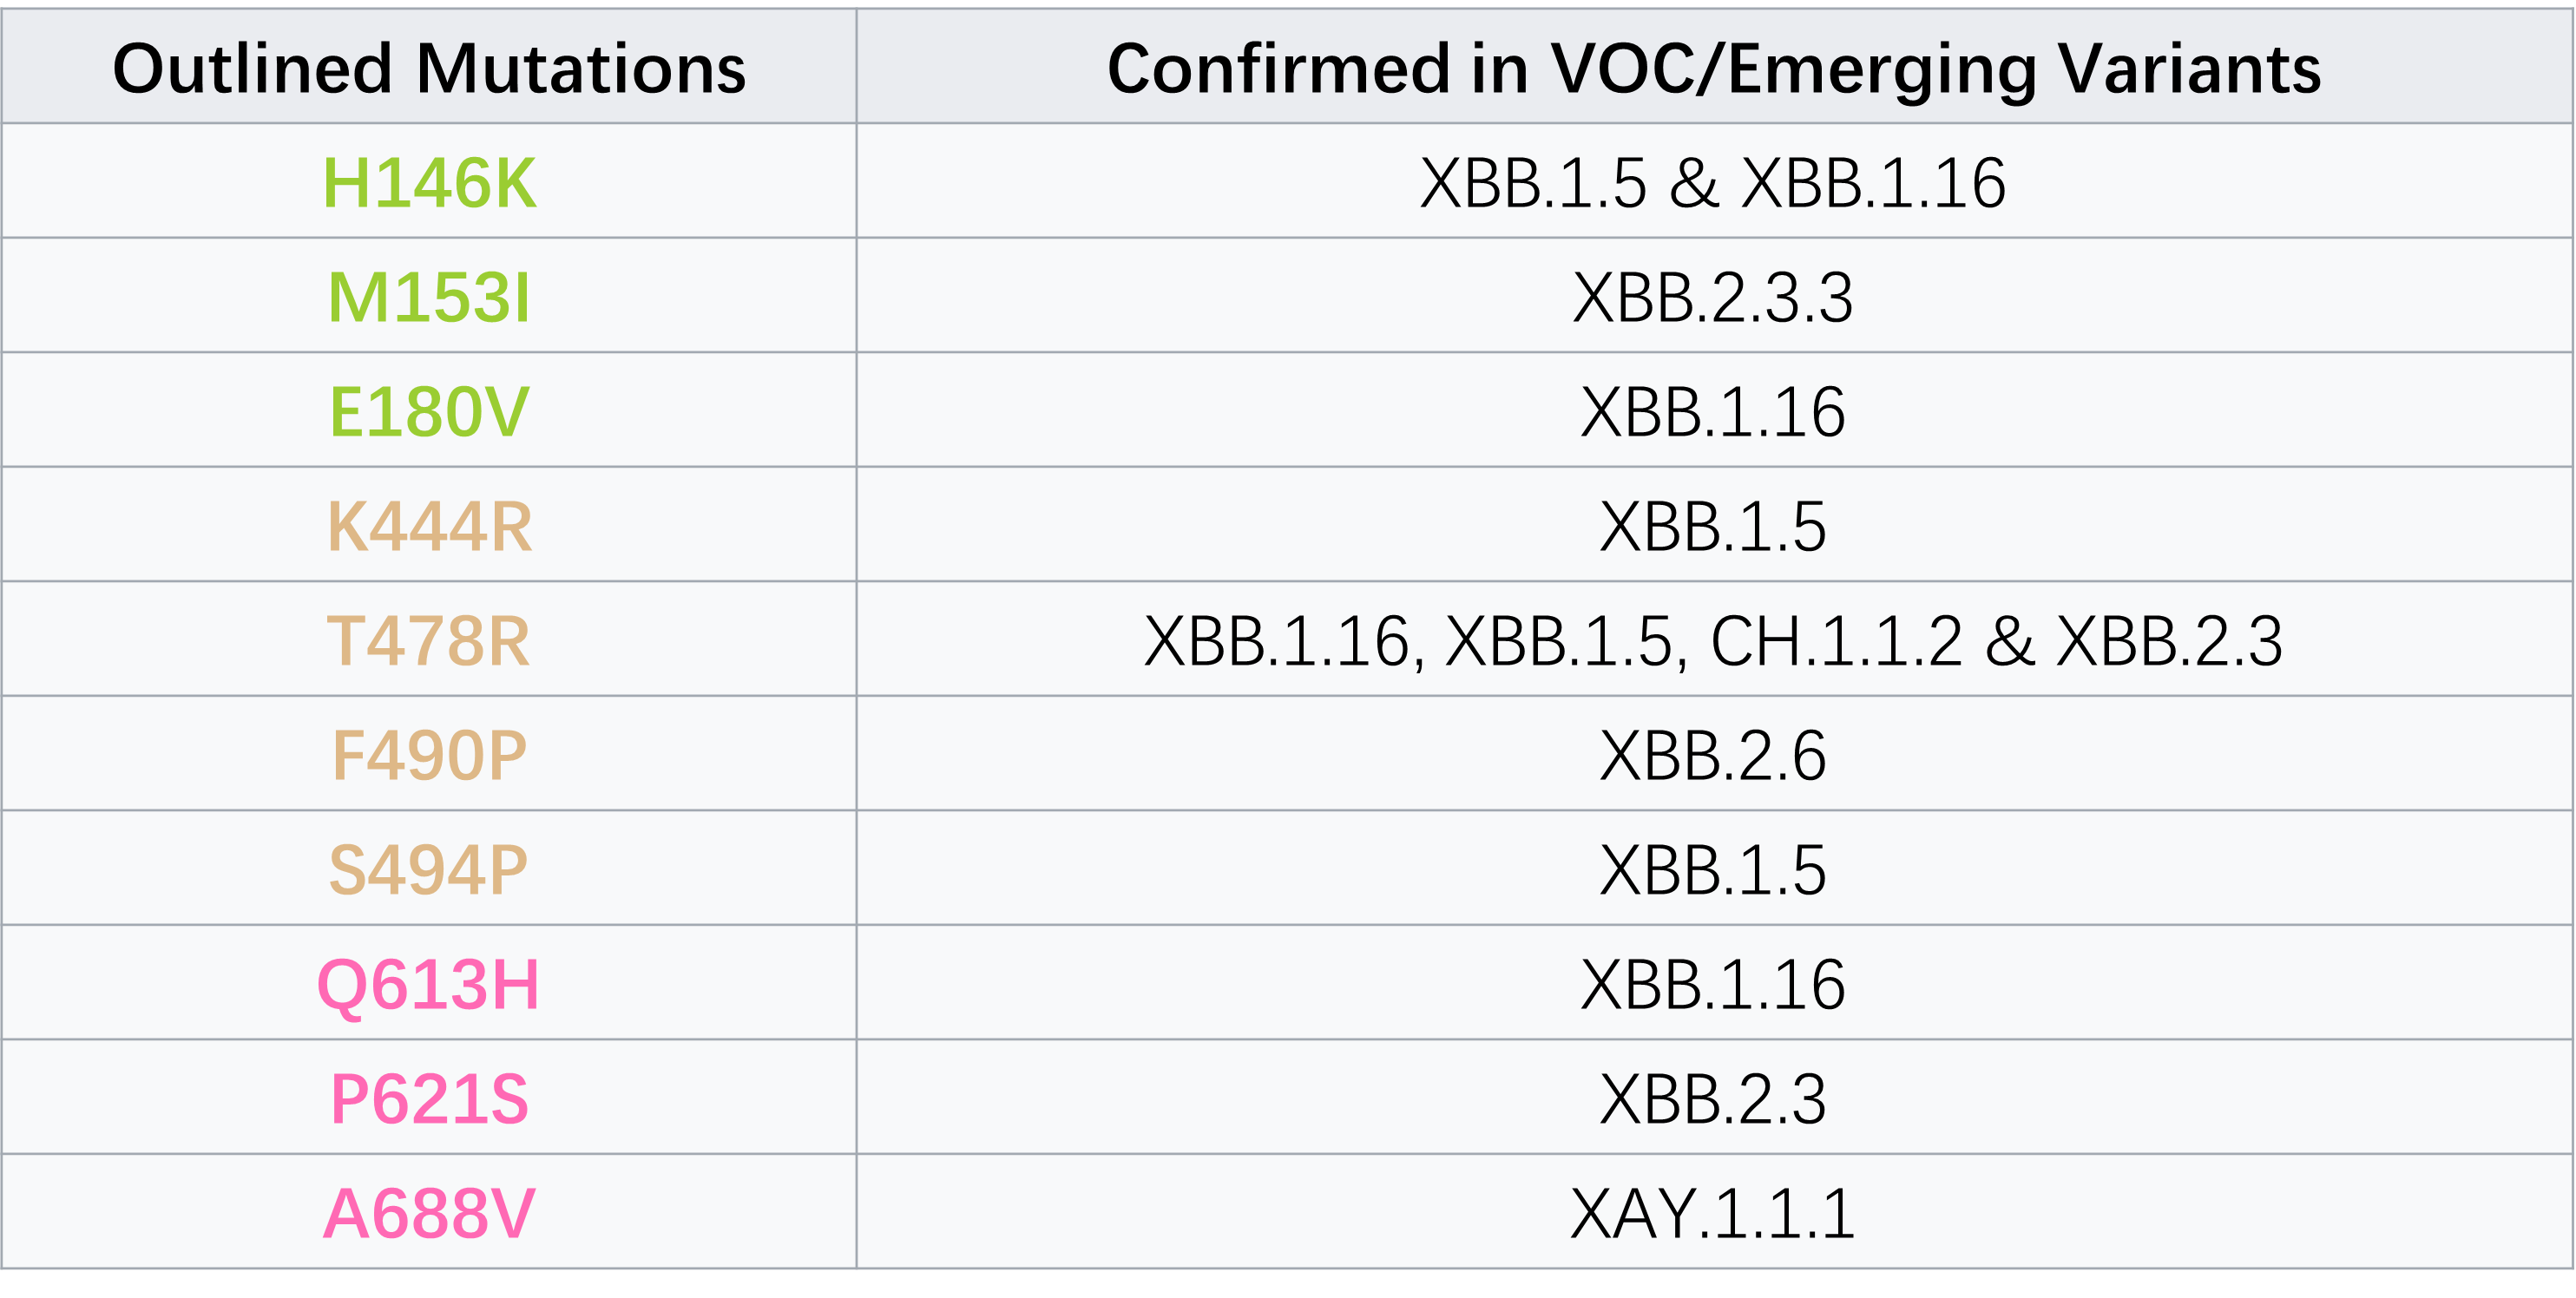 Outlined Mutations Confirmed in VOC/Emerging Variants
H146K XBB.1.5 & XBB.1.16
M153I XBB.2.3.3
E180V XBB.1.16
K444R XBB.1.5
T478R XBB.1.16, XBB.1.5, CH.1.1.2 & XBB.2.3
F490P XBB.2.6
S494P XBB.1.5
Q613H XBB.1.16
P621S XBB.2.3
A688V XAY.1.1.1